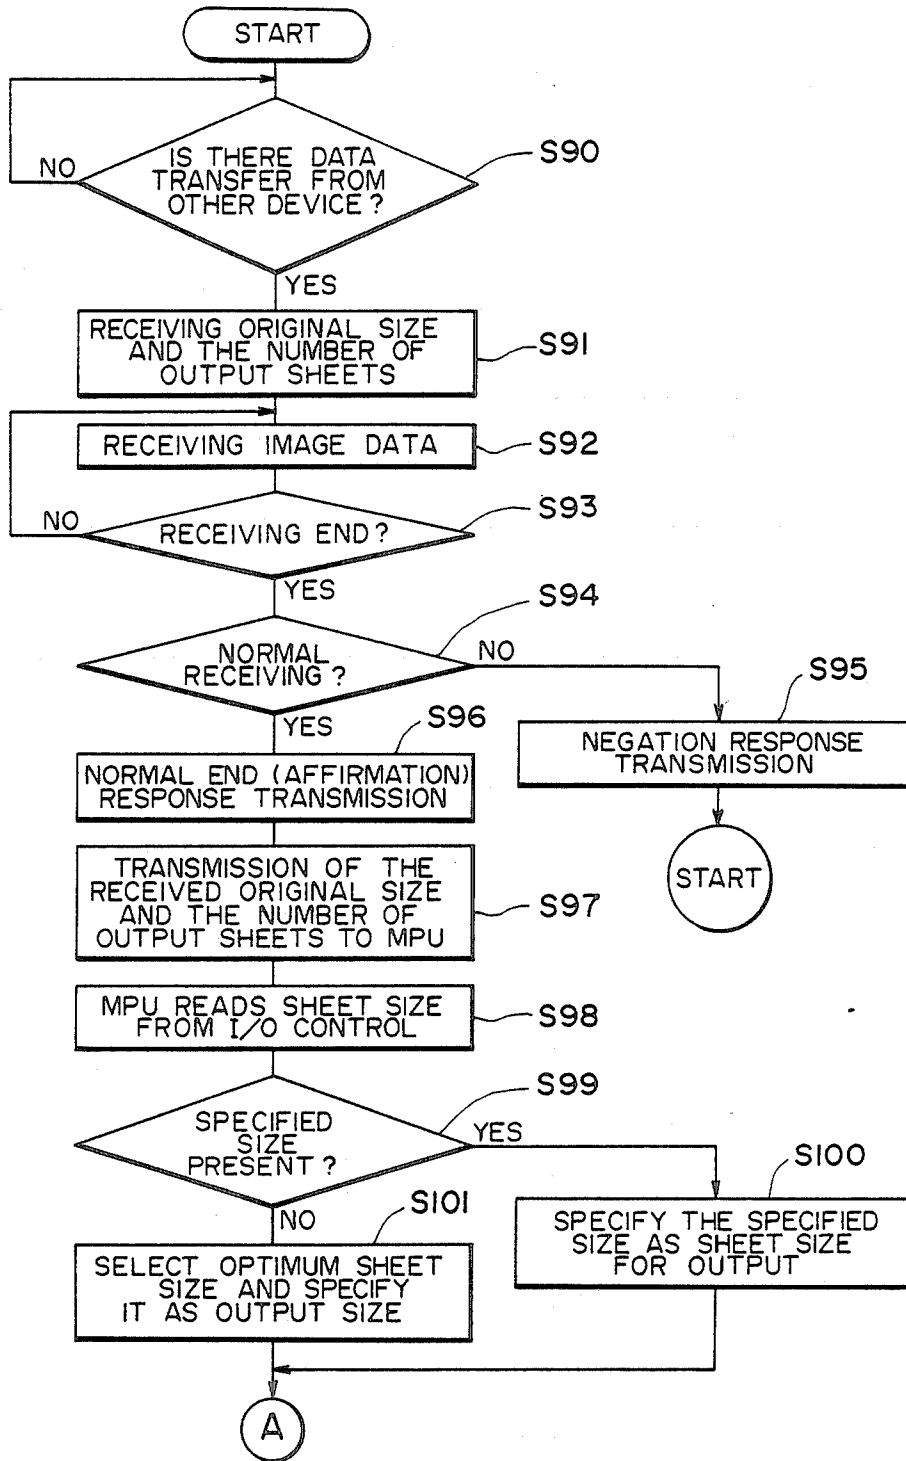 START
NO
IS THERE DATA
TRANSFER FROM
OTHER DEVICE?
S90
YES
RECEIVING ORIGINAL SIZE
AND THE NUMBER OF
OUTPUT SHEETS
S91
RECEIVING IMAGE DATA
S92
NO
RECEIVING END?
S93
YES
S94
NORMAL
RECEIVING?
NO
YES
S95
NEGATION RESPONSE
TRANSMISSION
START
S96
NORMAL END (AFFIRMATION)
RESPONSE TRANSMISSION
TRANSMISSION OF THE
RECEIVED ORIGINAL SIZE
AND THE NUMBER OF
OUTPUT SHEETS TO MPU
S97
MPU READS SHEET SIZE
FROM I/O CONTROL
S98
S99
SPECIFIED
SIZE
PRESENT?
YES
NO
S100
SPECIFY THE SPECIFIED
SIZE AS SHEET SIZE
FOR OUTPUT
S101
SELECT OPTIMUM SHEET
SIZE AND SPECIFY
IT AS OUTPUT SIZE
A